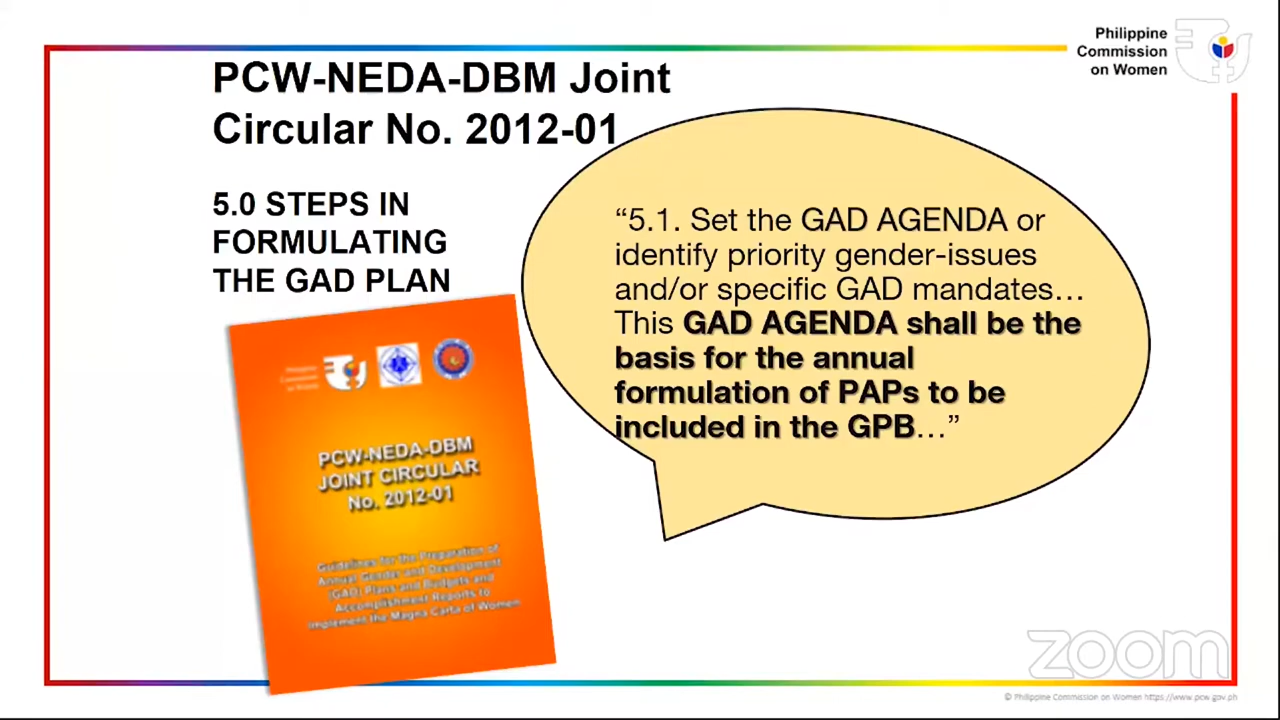 Philippine
Commission
on Women
PCW-NEDA-DBM Joint
Circular No. 2012-01
5.0 STEPS IN
FORMULATING
THE GAD PLAN
“5.1. Set the GAD AGENDA or
identify priority gender-issues
and/or specific GAD mandates…
This GAD AGENDA shall be the
basis for the annual
formulation of PAPs to be
included in the GPB…”
Philippine
Commission
on Women
PCW-NEDA-DBM
JOINT CIRCULAR
No. 2012-01
Guidelines for the Preparation of
Annual Gender and Development
(GAD) Plans and Budgets and
Accomplishment Reports to
Implement the Magna Carta of Women
zoom
© Philippine Commission on Women https://www.pcw.gov.ph